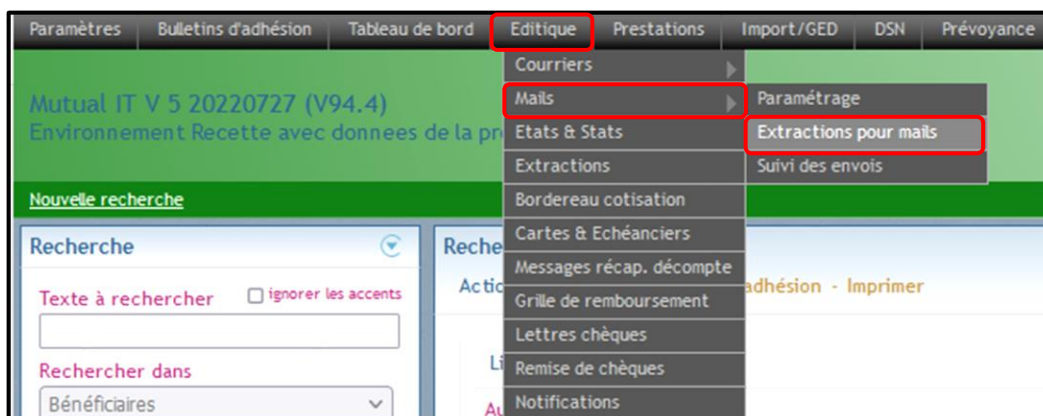 Paramètres Bulletins d'adhésion Tableau de bord Editique Prestations Import/GED DSN Prévoyance
Courriers
Mutual IT V 5 20220727 (V94.4) Mails Paramétrage
Environnement Recette avec donnees de la Etats & Stats Extractions pour mails
Extractions Suivi des envois
Nouvelle recherche Bordereau cotisation
Recherche Cartes & Echéanciers
Messages récap. décompte
Texte à rechercher ignorer les accents adhésion - Imprimer
Grille de remboursement
Lettres chèques
Rechercher dans Remise de chèques
Bénéficiaires Notifications